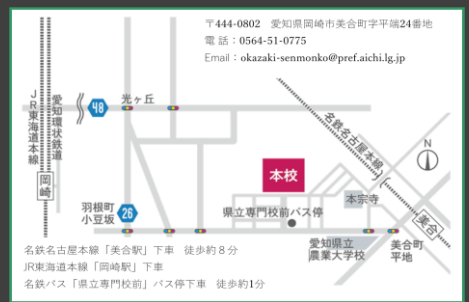 〒444-0802　愛知県岡崎市美合町字平端24番地
電 話：0564-51-0775
Email：okazaki-senmonko@pref.aichi.lg.jp
JR東海道本線
愛知環状鉄道
48
光ヶ丘
名鉄名古屋本線
N
岡崎
本校
本宗寺
羽根町
小豆坂
26
県立専門校前バス停
美合
愛知県立
農業大学校
美合町
平地
名鉄名古屋本線「美合駅」下車　徒歩約８分
JR東海道本線「岡崎駅」下車
名鉄バス「県立専門校前」バス停下車　徒歩約1分